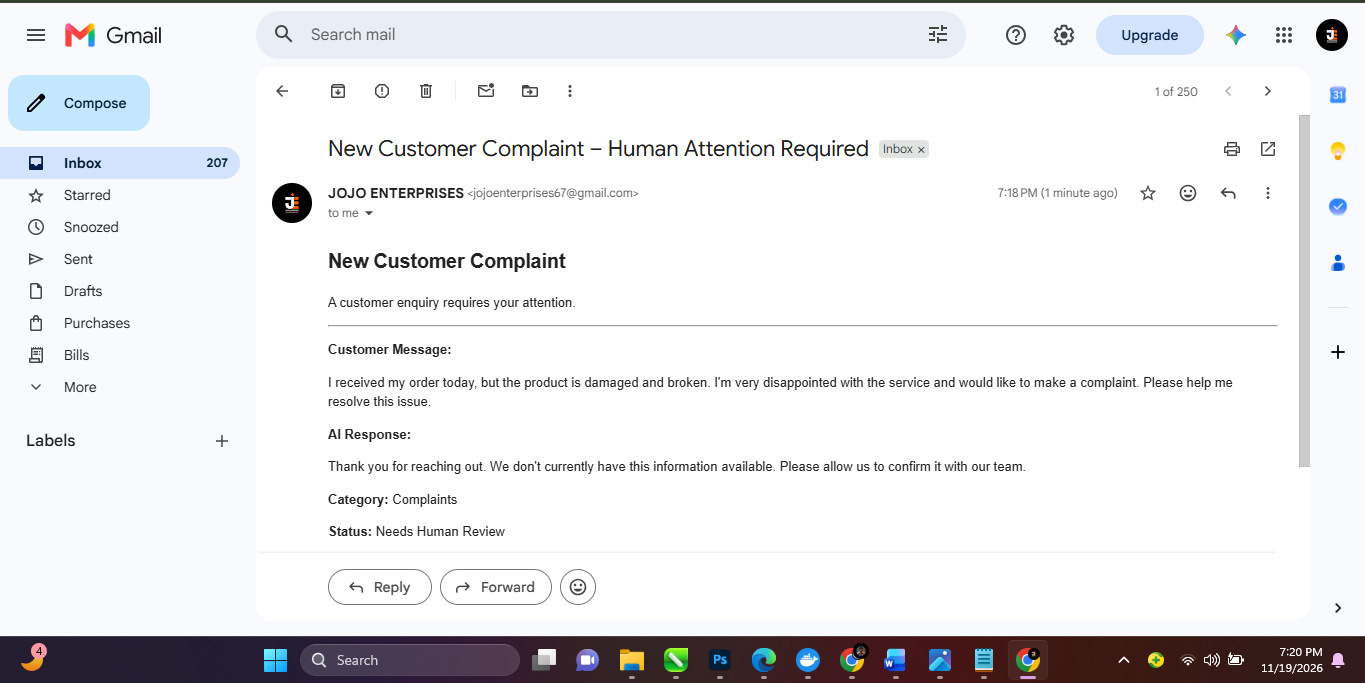 Gmail
Search mail
Upgrade
JE
Compose
1 of 250
31
Inbox 207
Starred
Snoozed
Sent
Drafts
Purchases
Bills
More
Labels
New Customer Complaint – Human Attention Required Inbox ×
JE
JOJO ENTERPRISES <jojoenterprises67@gmail.com> 7:18 PM (1 minute ago)
to me
New Customer Complaint
A customer enquiry requires your attention.
Customer Message:
I received my order today, but the product is damaged and broken. I'm very disappointed with the service and would like to make a complaint. Please help me
resolve this issue.
AI Response:
Thank you for reaching out. We don't currently have this information available. Please allow us to confirm it with our team.
Category: Complaints
Status: Needs Human Review
Reply Forward
4
Search
Ps
W
7:20 PM
11/19/2026